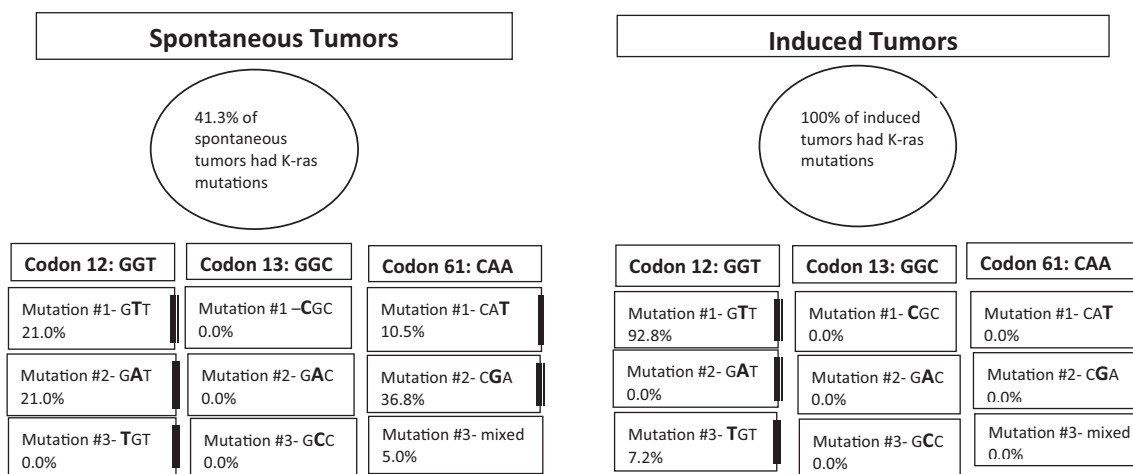 Spontaneous Tumors
41.3% of
spontaneous
tumors had K-ras
mutations
Codon 12: GGT
Mutation #1- GTT
21.0%
Mutation #2- GAT
21.0%
Mutation #3- TGT
0.0%
Codon 13: GGC
Mutation #1 –CGC
0.0%
Mutation #2- GAC
0.0%
Mutation #3- GCC
0.0%
Codon 61: CAA
Mutation #1- CAT
10.5%
Mutation #2- CGA
36.8%
Mutation #3- mixed
5.0%
Induced Tumors
100% of induced
tumors had K-ras
mutations
Codon 12: GGT
Mutation #1- GTT
92.8%
Mutation #2- GAT
0.0%
Mutation #3- TGT
7.2%
Codon 13: GGC
Mutation #1- CGC
0.0%
Mutation #2- GAC
0.0%
Mutation #3- GCC
0.0%
Codon 61: CAA
Mutation #1- CAT
0.0%
Mutation #2- CGA
0.0%
Mutation #3- mixed
0.0%